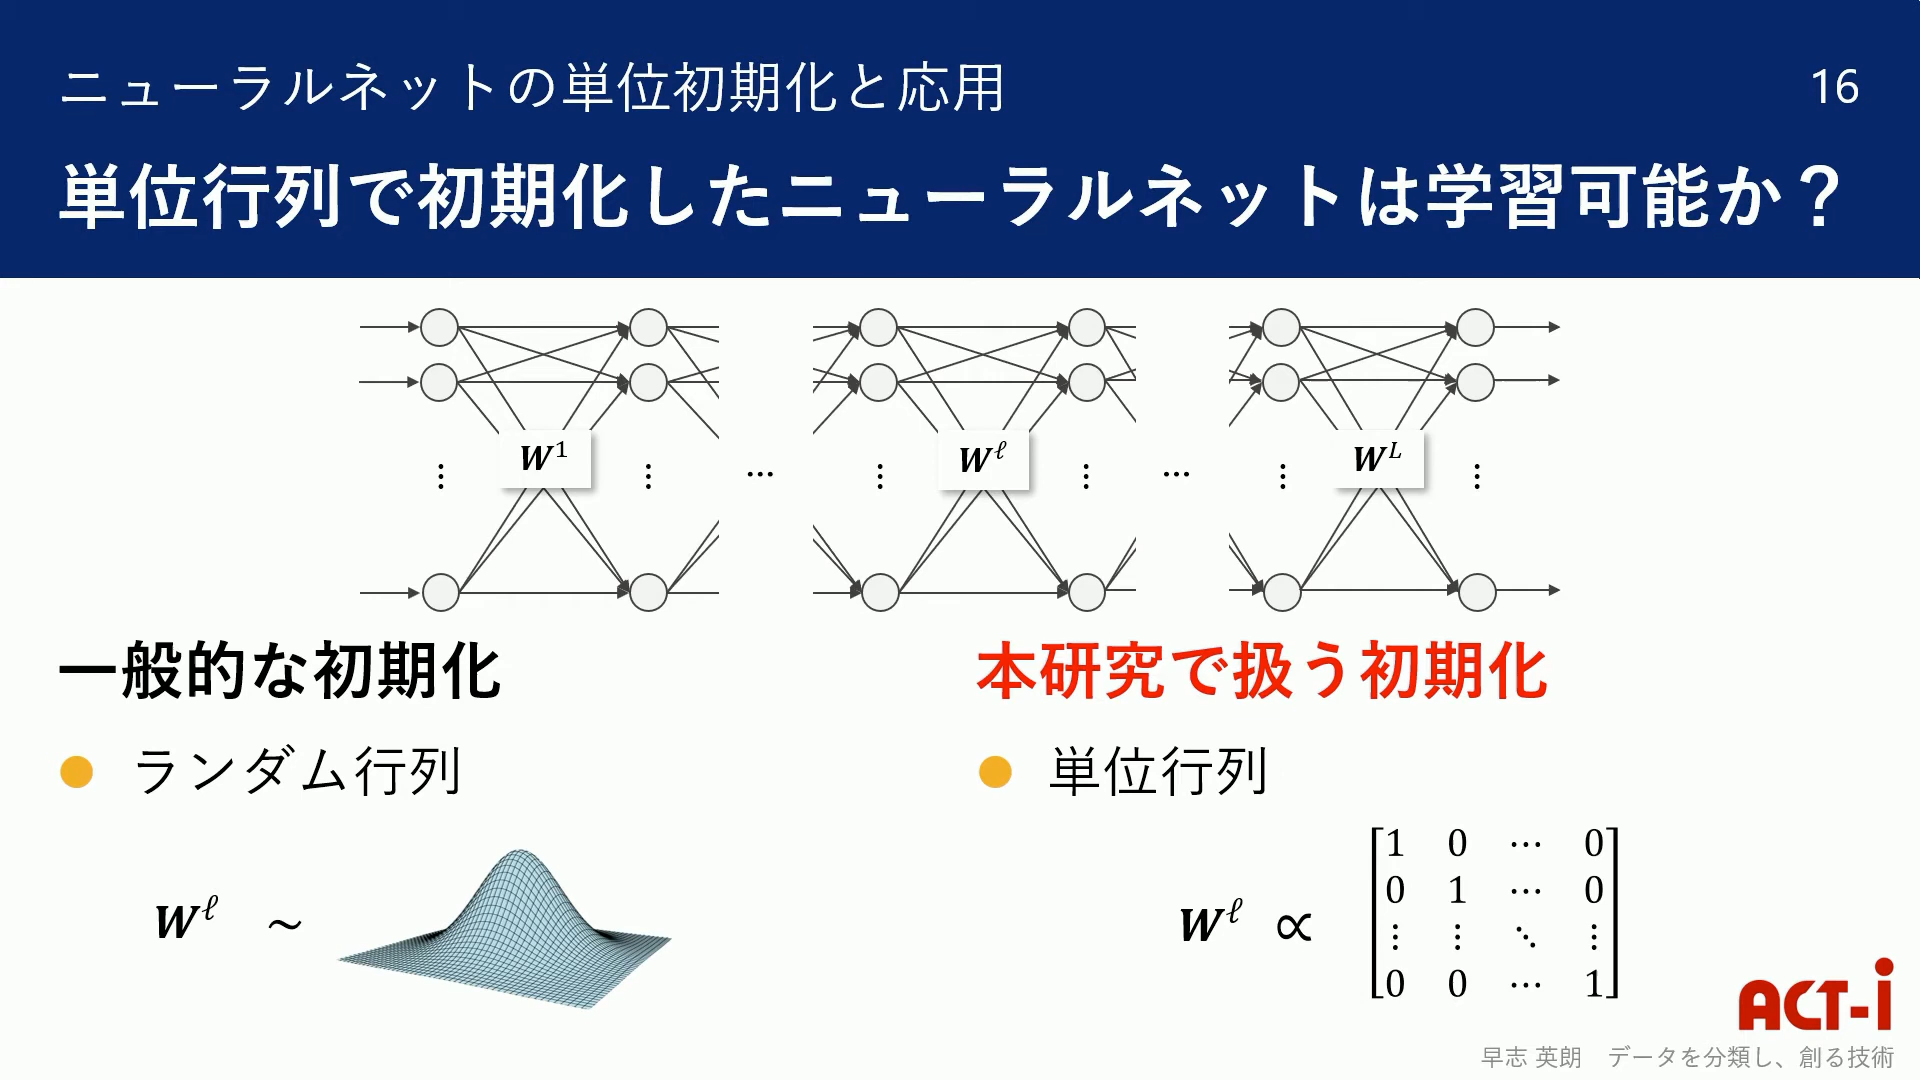 ニューラルネットの単位初期化と応用
16
単位行列で初期化したニューラルネットは学習可能か？
W¹
⋮ ⋮ ⋯ ⋮ ⋮ ⋯ ⋮ ⋮
W^ℓ
W^L
一般的な初期化
● ランダム行列
W^ℓ ～
本研究で扱う初期化
● 単位行列
W^ℓ ∝
1 0 ⋯ 0
0 1 ⋯ 0
⋮ ⋮ ⋱ ⋮
0 0 ⋯ 1
ACT-i
早志 英朗 データを分類し、創る技術